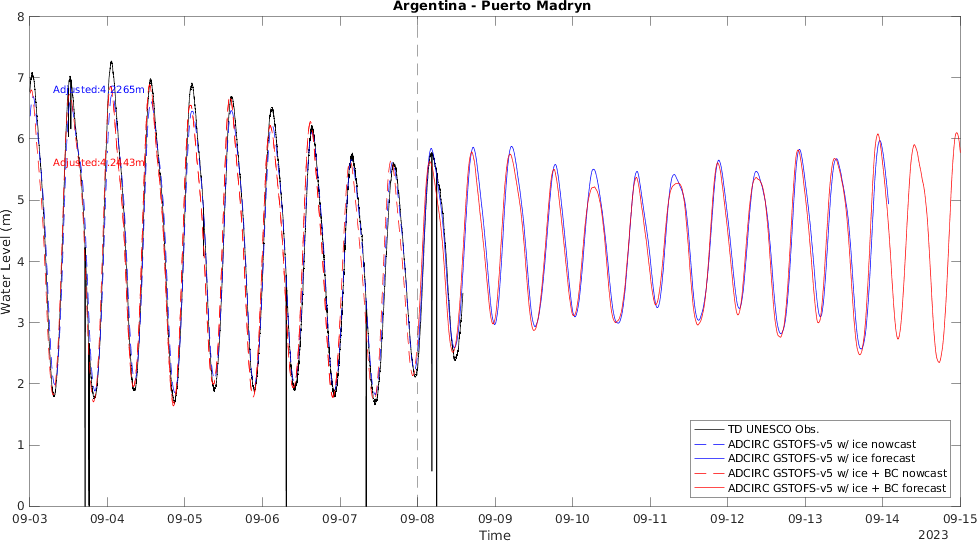 Argentina - Puerto Madryn
8
7
6
5
4
3
2
1
0
Water Level (m)
Adjusted:4.2265m
Adjusted:4.2443m
TD UNESCO Obs.
ADCIRC GSTOFS-v5 w/ ice nowcast
ADCIRC GSTOFS-v5 w/ ice forecast
ADCIRC GSTOFS-v5 w/ ice + BC nowcast
ADCIRC GSTOFS-v5 w/ ice + BC forecast
09-03 09-04 09-05 09-06 09-07 09-08 09-09 09-10 09-11 09-12 09-13 09-14 09-15
Time
2023